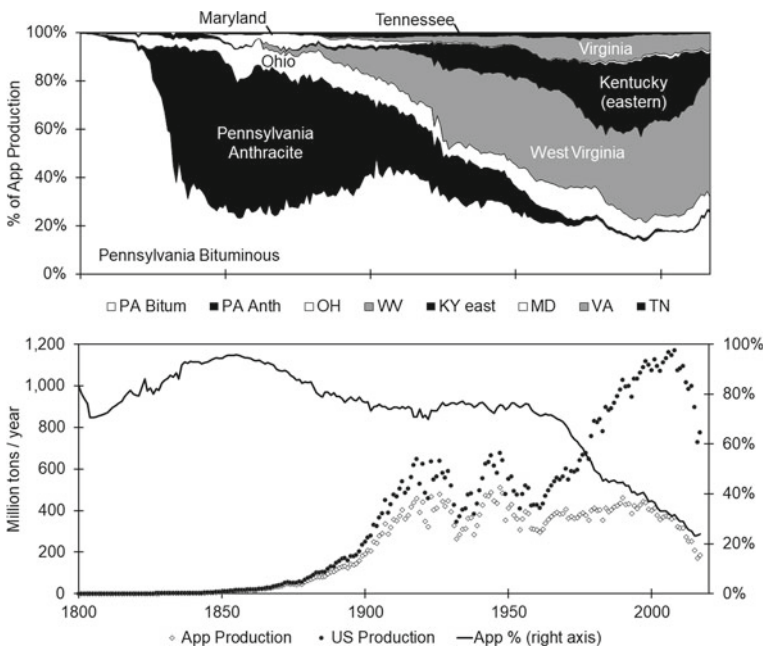 Maryland
Tennessee
100%
80%
60%
40%
20%
0%
% of App Production
Ohio
Virginia
Kentucky
(eastern)
Pennsylvania
Anthracite
West Virginia
Pennsylvania Bituminous
PA Bitum PA Anth OH WV KY east MD VA TN
1,200
1,000
800
600
400
200
0
Million tons / year
100%
80%
60%
40%
20%
0%
1800 1850 1900 1950 2000
App Production US Production App % (right axis)